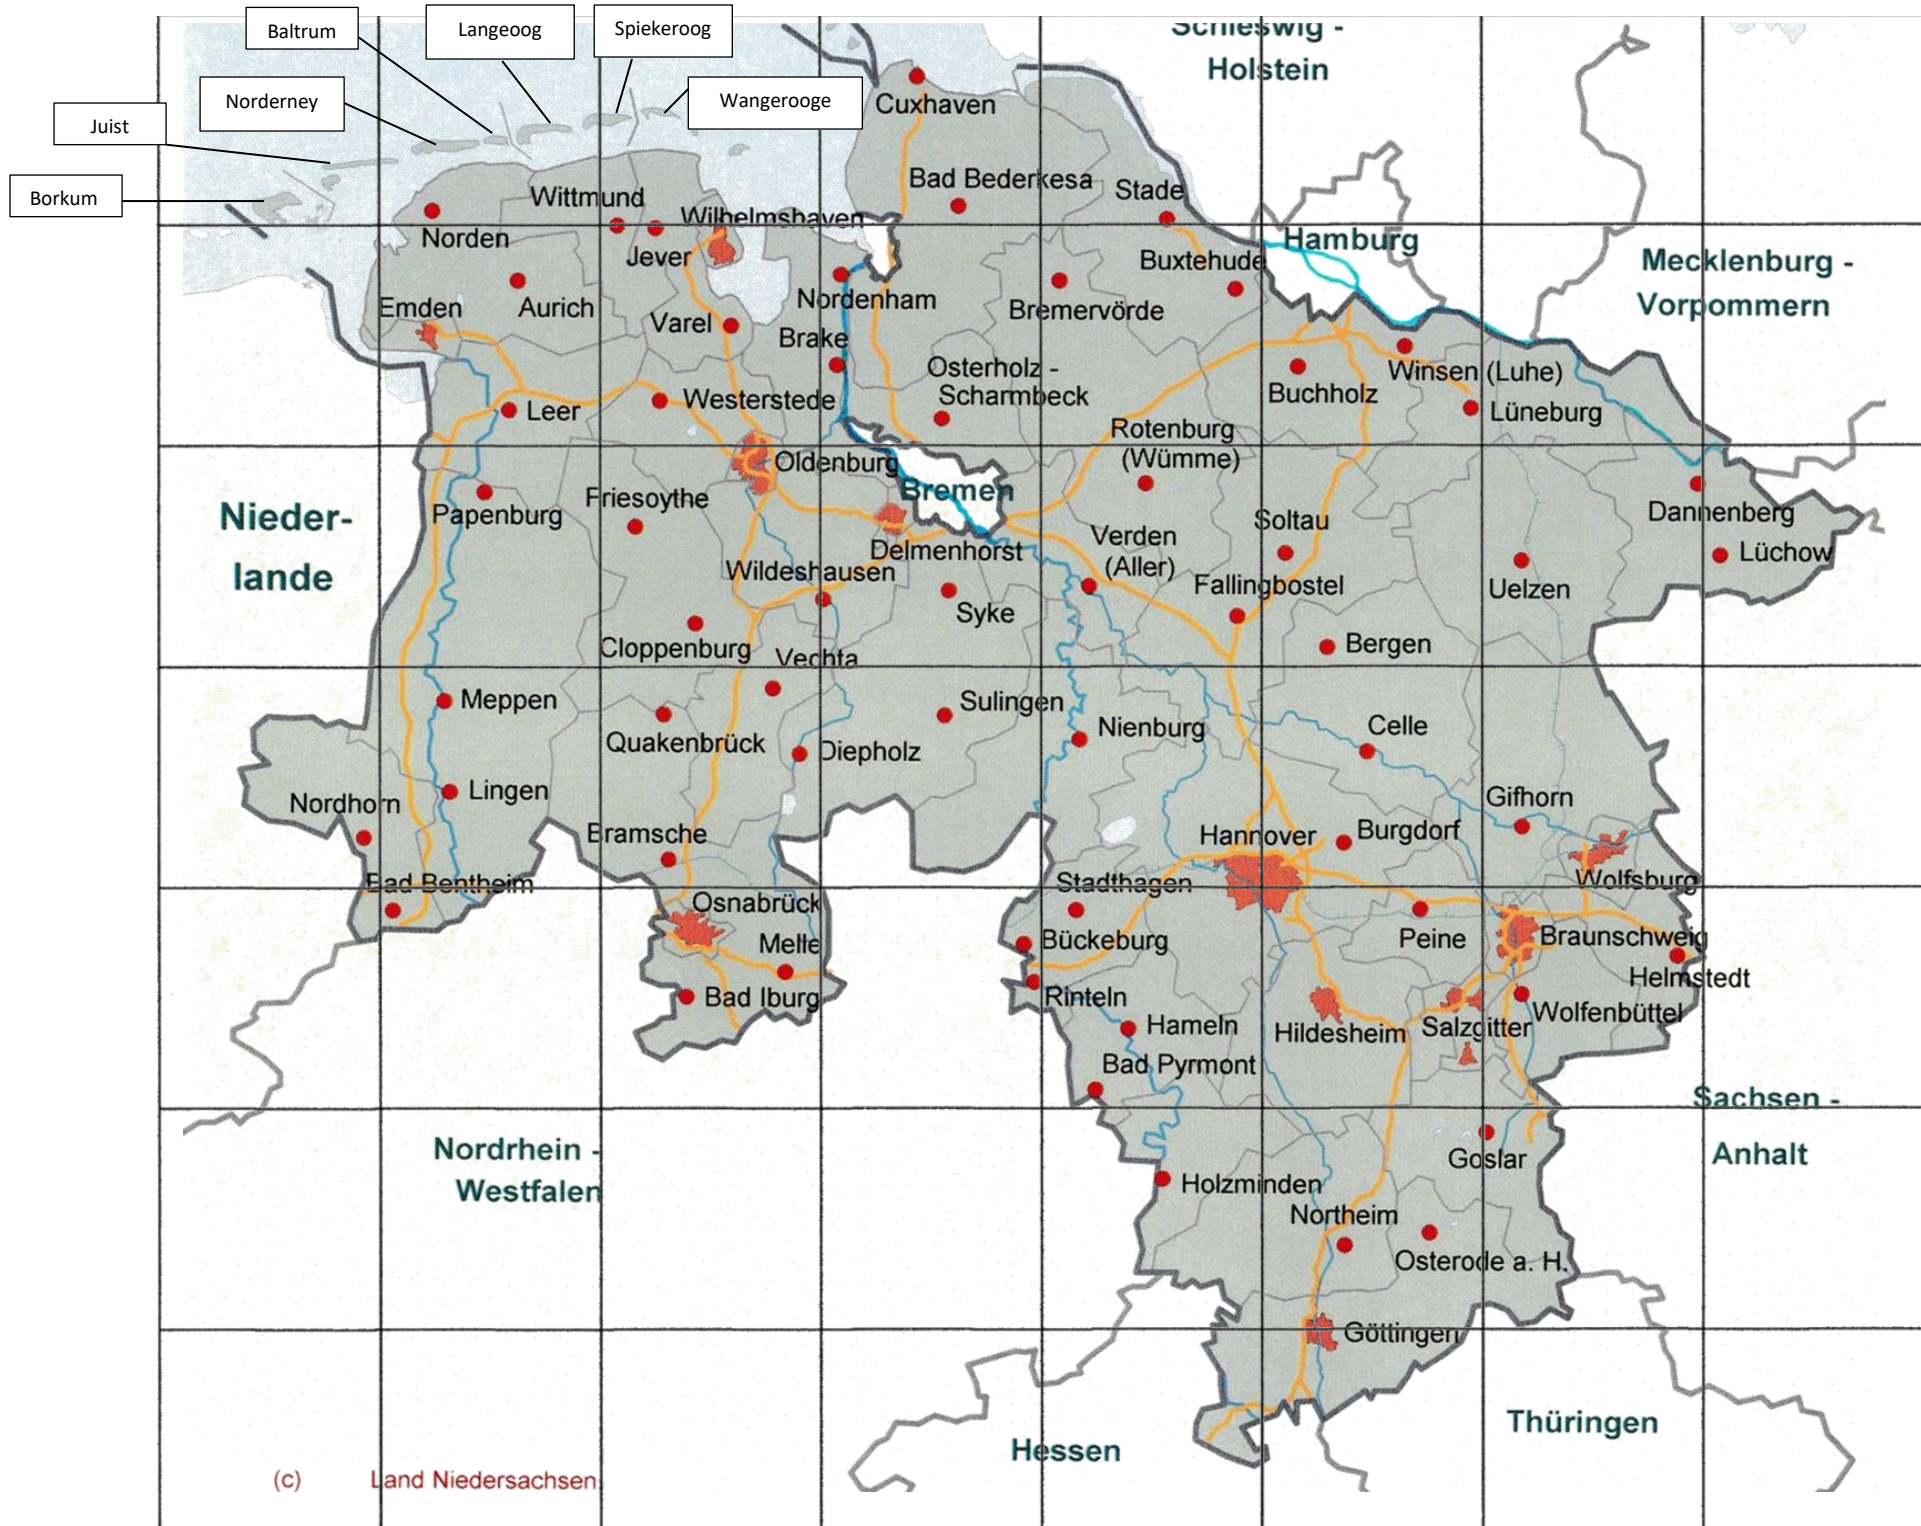 Baltrum
Langeoog
Spiekeroog
Norderney
Wangerooge
Juist
Borkum
Schleswig -
Holstein
Cuxhaven
Bad Bederkesa
Stade
Wittmund
Wilhelmshaven
Norden
Jever
Hamburg
Buxtehude
Mecklenburg -
Vorpommern
Nordenham
Bremervörde
Emden
Aurich
Varel
Brake
Osterholz -
Scharmbeck
Winsen (Luhe)
Buchholz
Westerstede
Leer
Lüneburg
Rotenburg
(Wümme)
Oldenburg
Bremen
Friesoythe
Papenburg
Nieder-
lande
Dannenberg
Soltau
Verden
(Aller)
Delmenhorst
Lüchow
Wildeshausen
Fallingbostel
Uelzen
Syke
Cloppenburg
Vechta
Bergen
Meppen
Sulingen
Nienburg
Celle
Quakenbrück
Diepholz
Lingen
Nordhorn
Gifhorn
Bramsche
Hannover
Burgdorf
Bad Bentheim
Stadthagen
Wolfsburg
Osnabrück
Melle
Bückeburg
Peine
Braunschweig
Helmstedt
Bad Iburg
Rinteln
Hameln
Hildesheim
Salzgitter
Wolfenbüttel
Bad Pyrmont
Sachsen -
Anhalt
Nordrhein -
Westfalen
Goslar
Holzminden
Northeim
Osterode a. H.
Göttingen
Thüringen
Hessen
(c) Land Niedersachsen